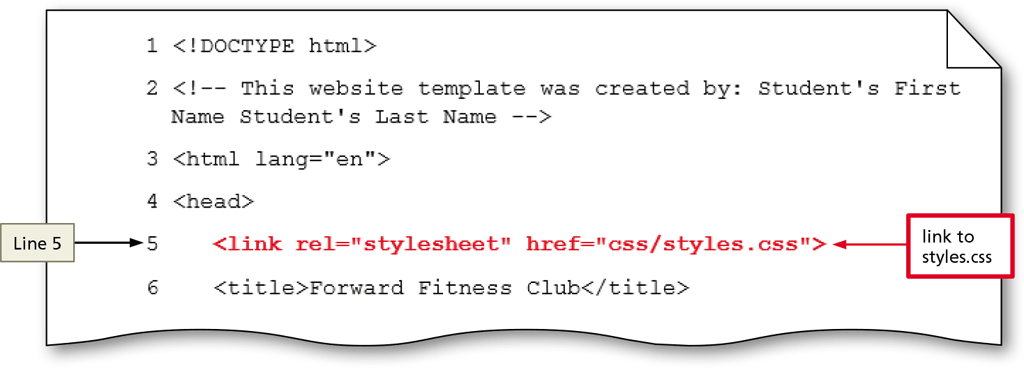 1 <!DOCTYPE html>
2 <!-- This website template was created by: Student's First
Name Student's Last Name -->
3 <html lang="en">
4 <head>
Line 5
5 <link rel="stylesheet" href="css/styles.css">
link to
styles.css
6 <title>Forward Fitness Club</title>